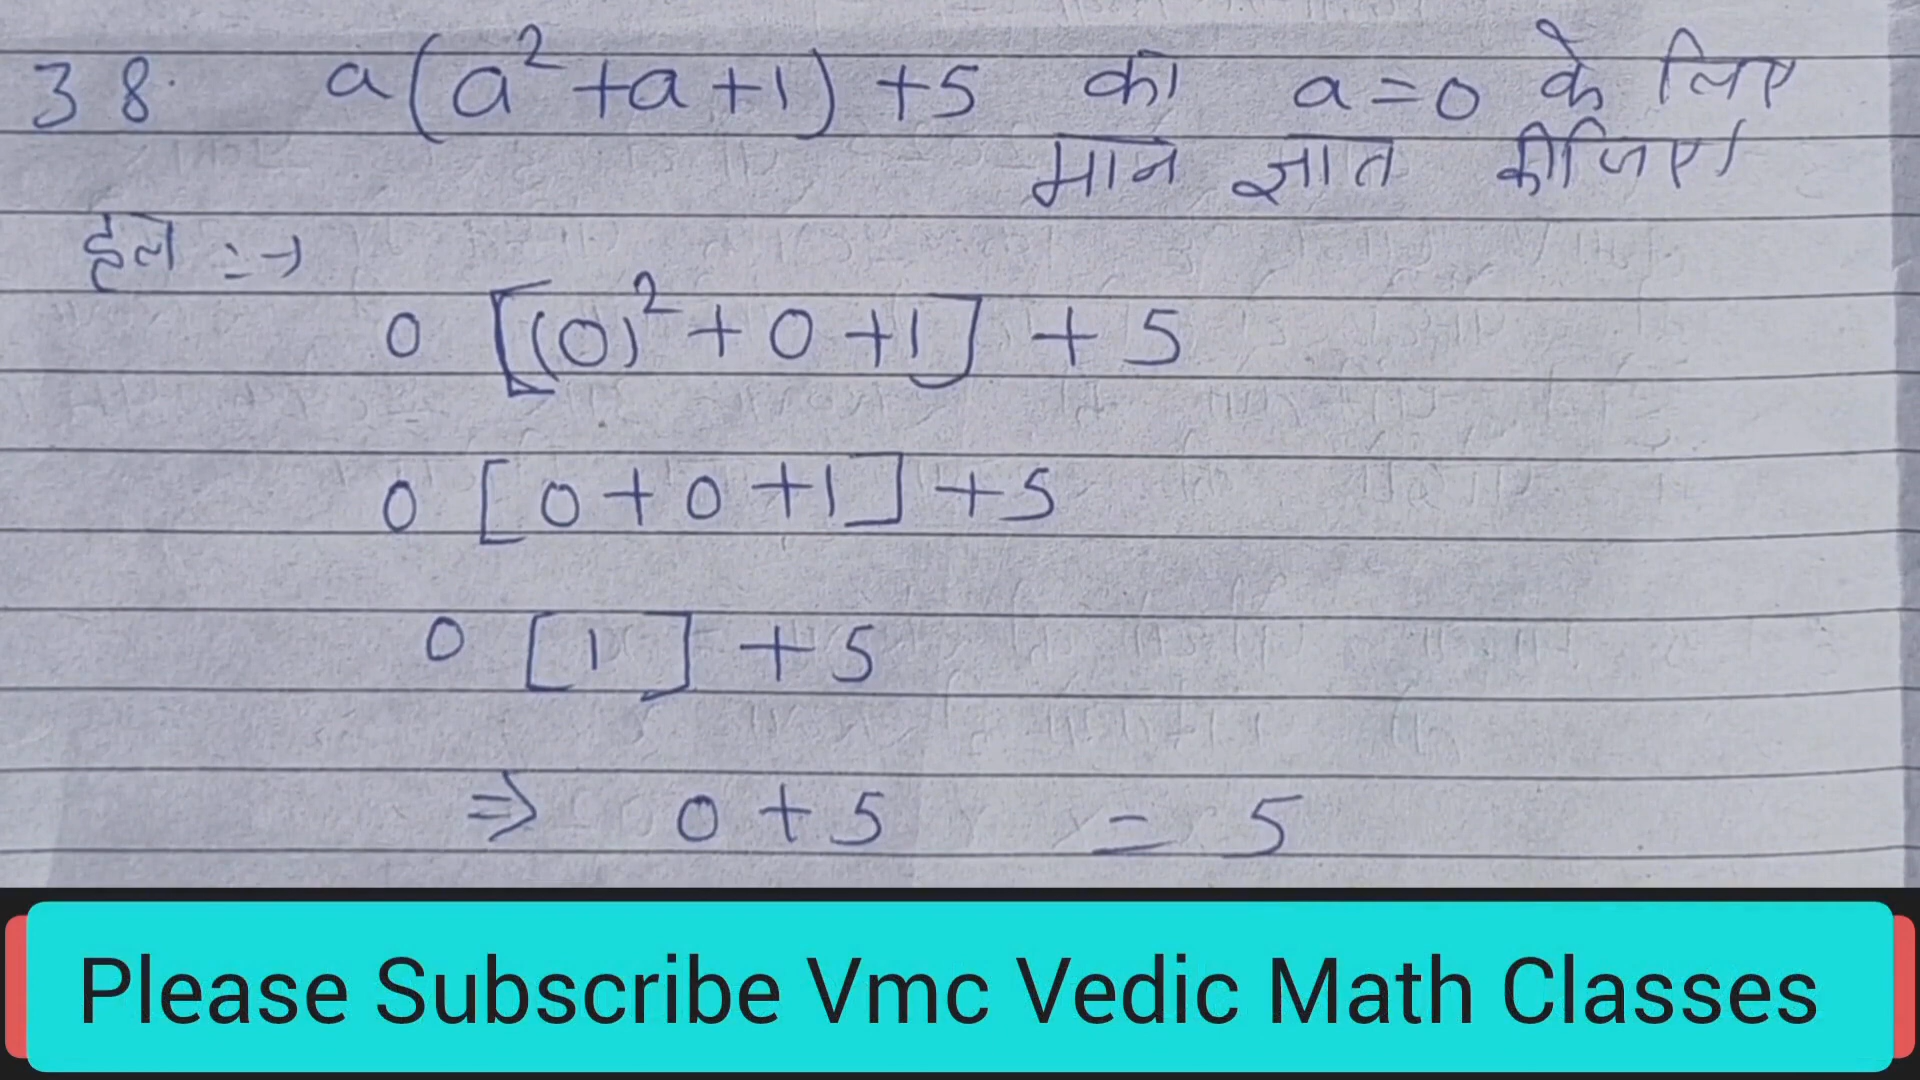 38. a(a²+a+1)+5 का a=0 के लिए
मान ज्ञात कीजिए।
हल :→
0 [(0)²+0+1] + 5
0 [0+0+1] +5
0 [1] +5
⇒ 0+5 = 5
Please Subscribe Vmc Vedic Math Classes